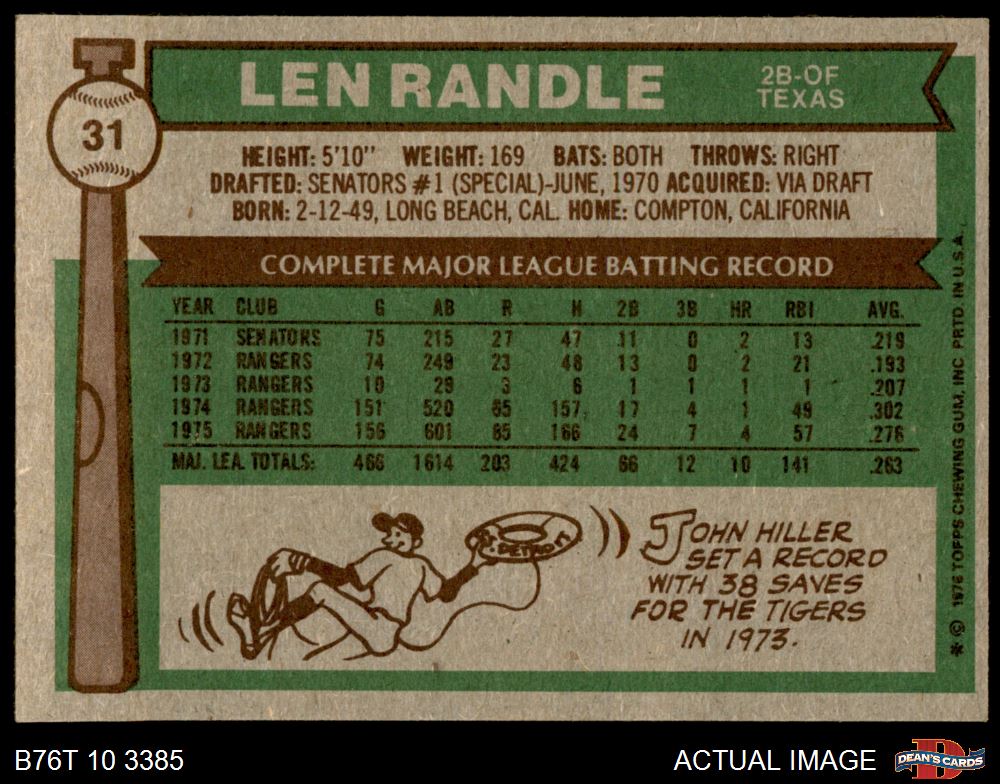 31
LEN RANDLE
2B-OF
TEXAS
HEIGHT: 5'10" WEIGHT: 169 BATS: BOTH THROWS: RIGHT
DRAFTED: SENATORS #1 (SPECIAL)-JUNE, 1970 ACQUIRED: VIA DRAFT
BORN: 2-12-49, LONG BEACH, CAL. HOME: COMPTON, CALIFORNIA
COMPLETE MAJOR LEAGUE BATTING RECORD
YEAR CLUB G AB R H 2B 3B HR RBI AVG.
1971 SENATORS 75 215 27 47 11 0 2 13 .219
1972 RANGERS 74 249 23 48 13 0 2 21 .193
1973 RANGERS 10 29 3 6 1 1 1 1 .207
1974 RANGERS 151 520 65 157 17 4 1 49 .302
1975 RANGERS 156 601 85 166 24 7 4 57 .276
MAJ. LEA. TOTALS: 466 1614 203 424 66 12 10 141 .263
DETROIT
JOHN HILLER
SET A RECORD
WITH 38 SAVES
FOR THE TIGERS
IN 1973.
* © 1976 TOPPS CHEWING GUM, INC. PRTD. IN U.S.A.
B76T 10 3385
ACTUAL IMAGE
DEAN'S CARDS